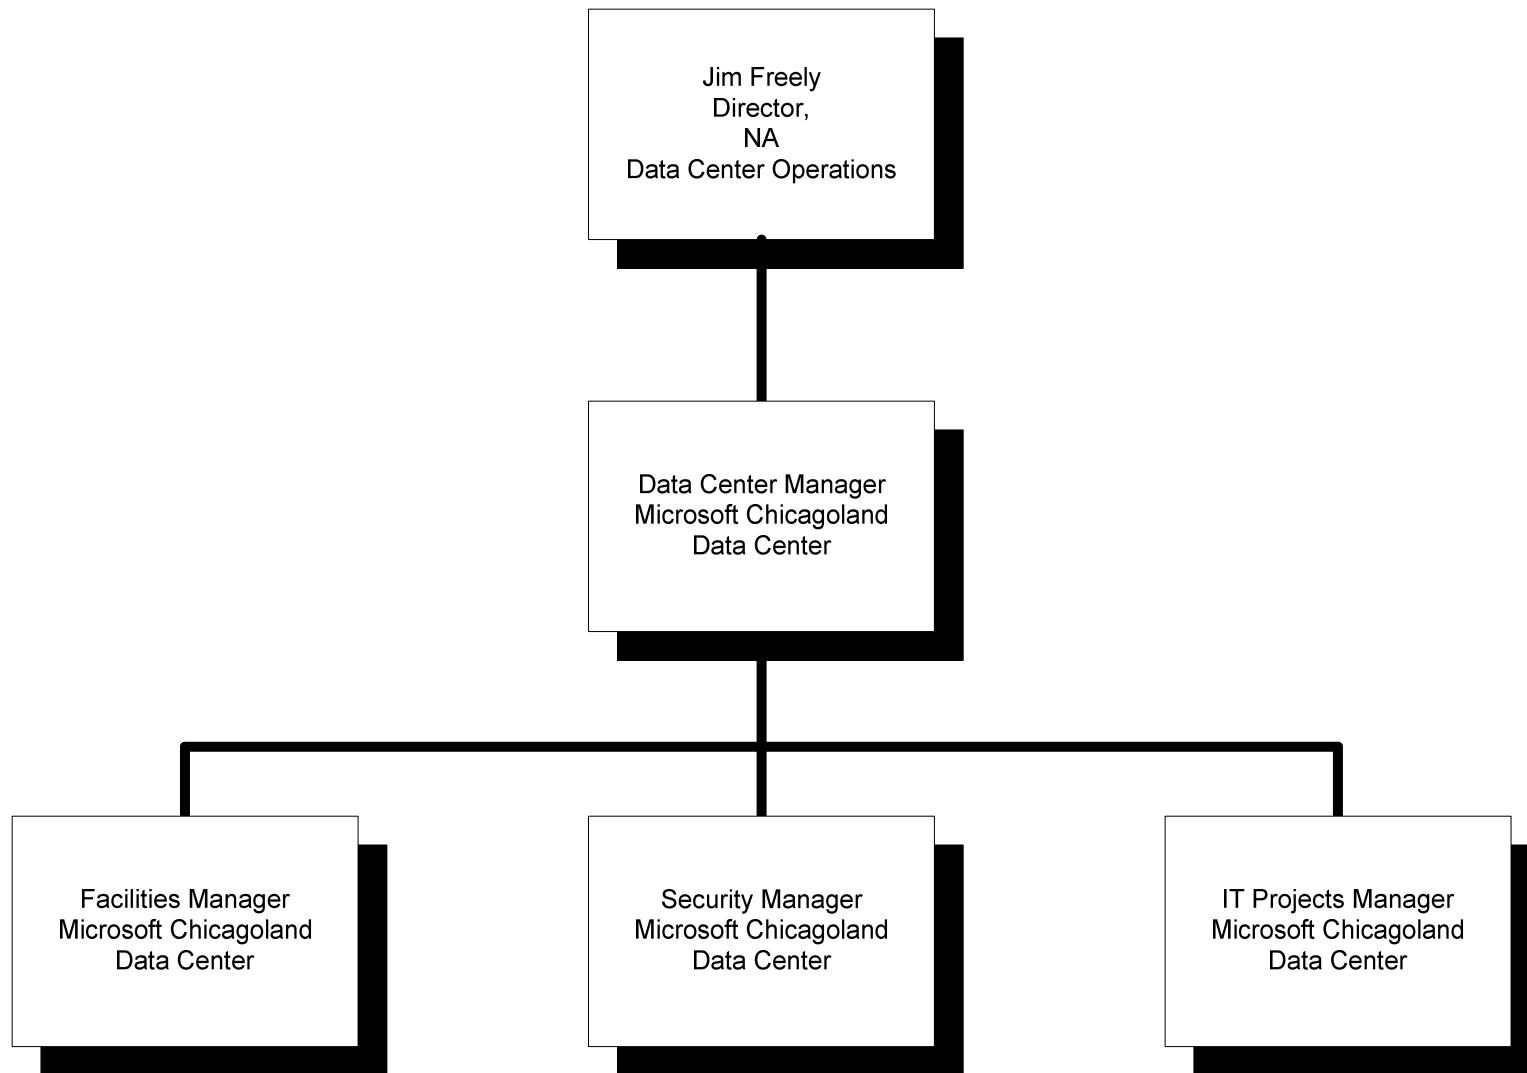 Jim Freely
Director,
NA
Data Center Operations
Data Center Manager
Microsoft Chicagoland
Data Center
Facilities Manager
Microsoft Chicagoland
Data Center
Security Manager
Microsoft Chicagoland
Data Center
IT Projects Manager
Microsoft Chicagoland
Data Center